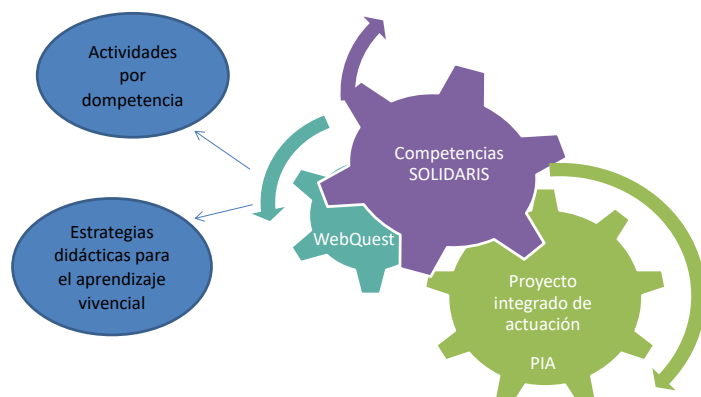 Actividades
por
dompetencia
Competencias
SOLIDARIS
WebQuest
Estrategias
didácticas para
el aprendizaje
vivencial
Proyecto
integrado de
actuación
PIA